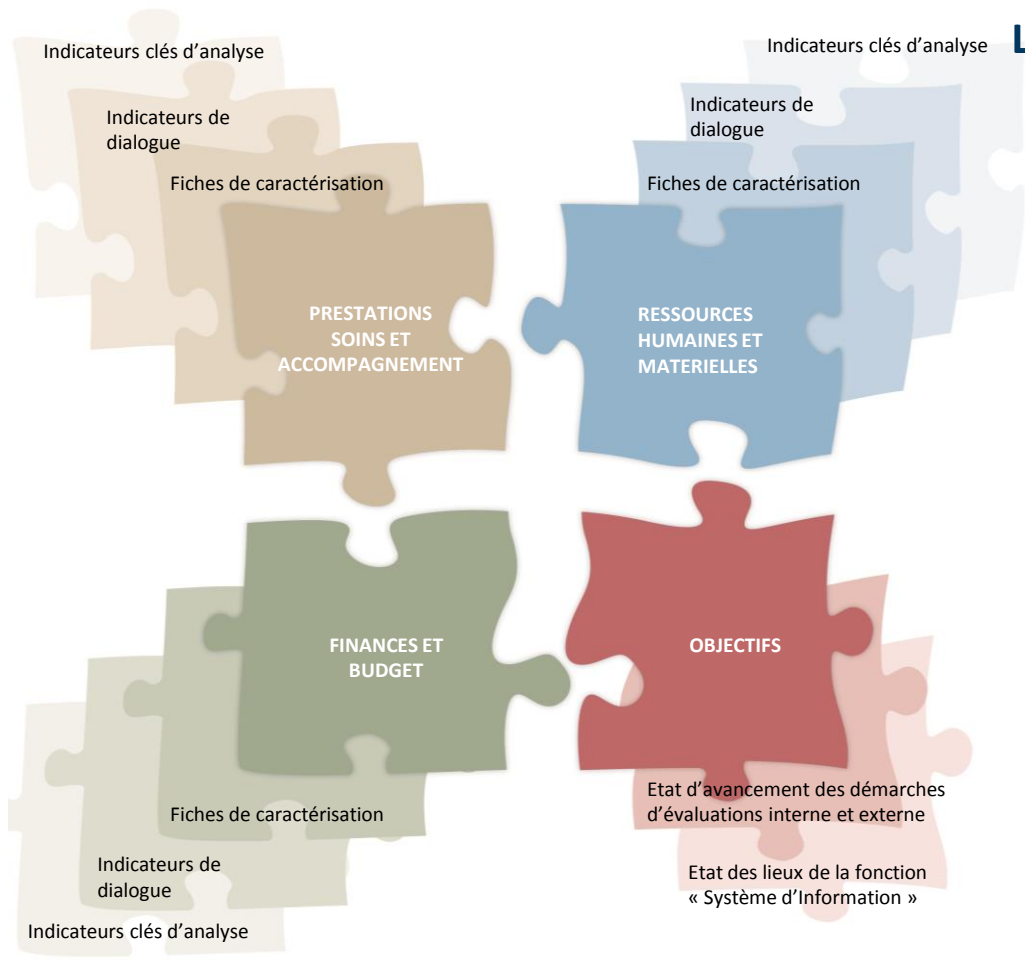 Indicateurs clés d'analyse
Indicateurs de
dialogue
Fiches de caractérisation
PRESTATIONS
SOINS ET
ACCOMPAGNEMENT
Indicateurs clés d'analyse
L
Indicateurs de
dialogue
Fiches de caractérisation
RESSOURCES
HUMAINES ET
MATERIELLES
FINANCES ET
BUDGET
Fiches de caractérisation
Indicateurs de
dialogue
Indicateurs clés d'analyse
OBJECTIFS
Etat d'avancement des démarches
d'évaluations interne et externe
Etat des lieux de la fonction
« Système d'Information »